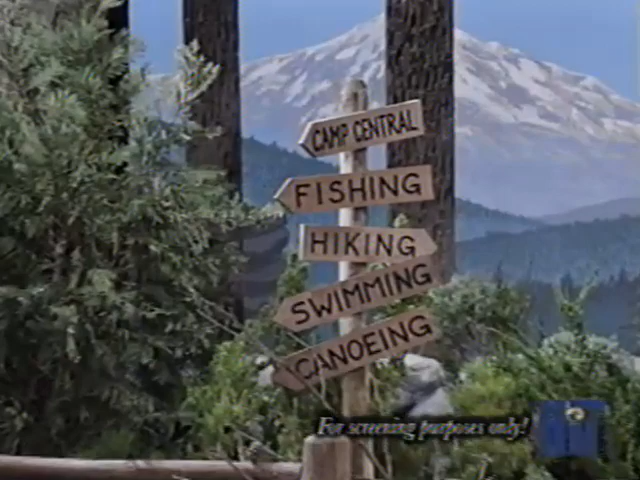 CAMP CENTRAL
FISHING
HIKING
SWIMMING
CANOEING
For screening purposes only!